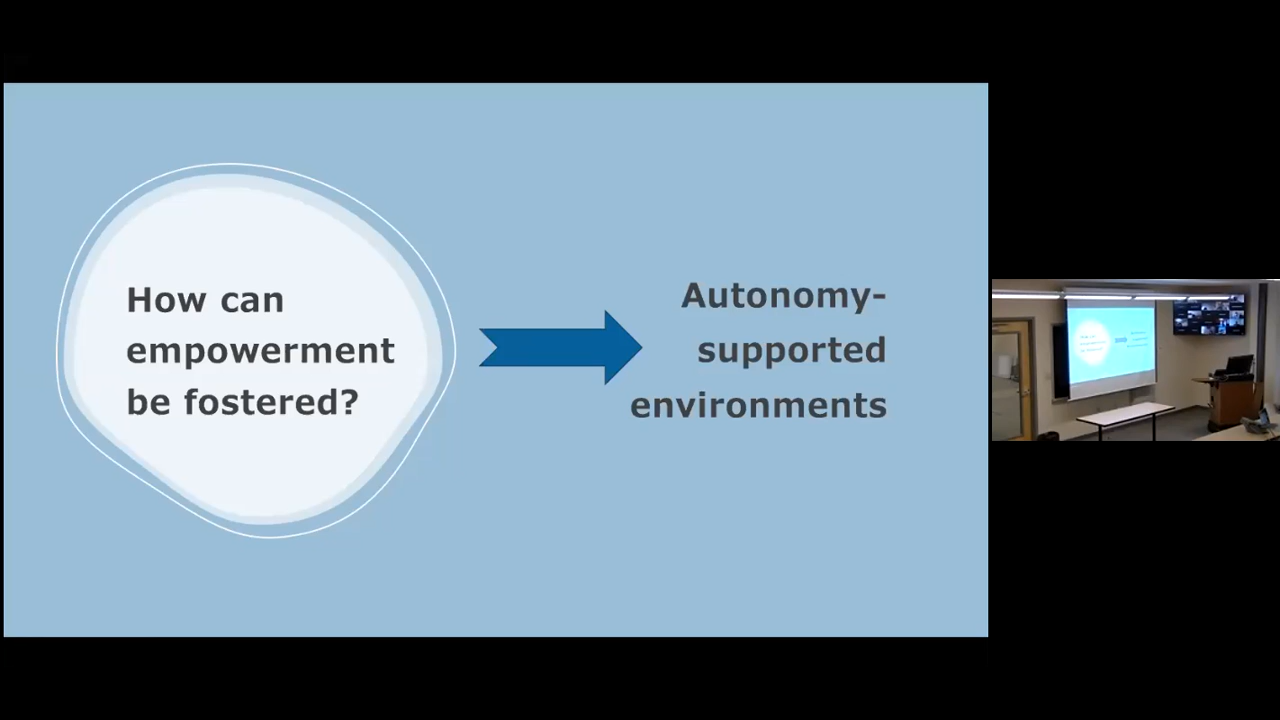 How can
empowerment
be fostered?
Autonomy-
supported
environments